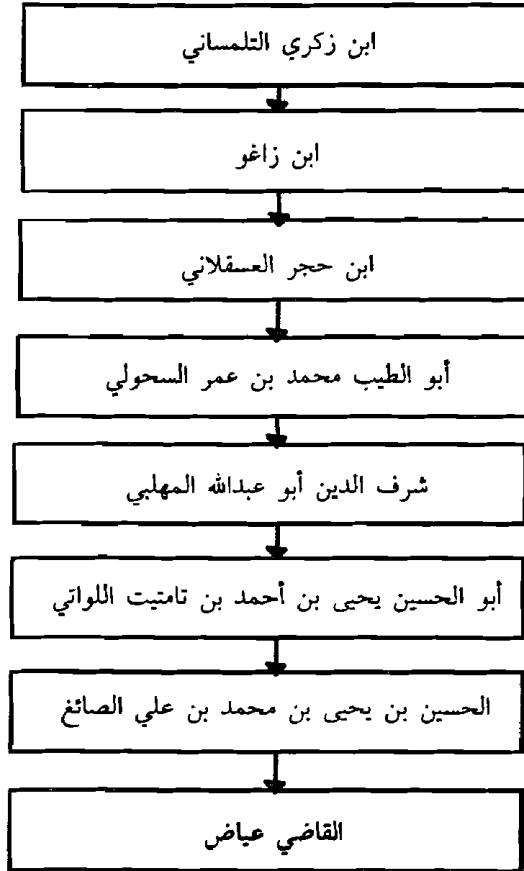 ابن زكري التلمساني
ابن زاغو
ابن حجر العسقلاني
أبو الطيب محمد بن عمر السحولي
شرف الدين أبو عبدالله المهلبي
أبو الحسين يحيى بن أحمد بن تامتيت اللواتي
الحسين بن يحيى بن محمد بن علي الصائغ
القاضي عياض